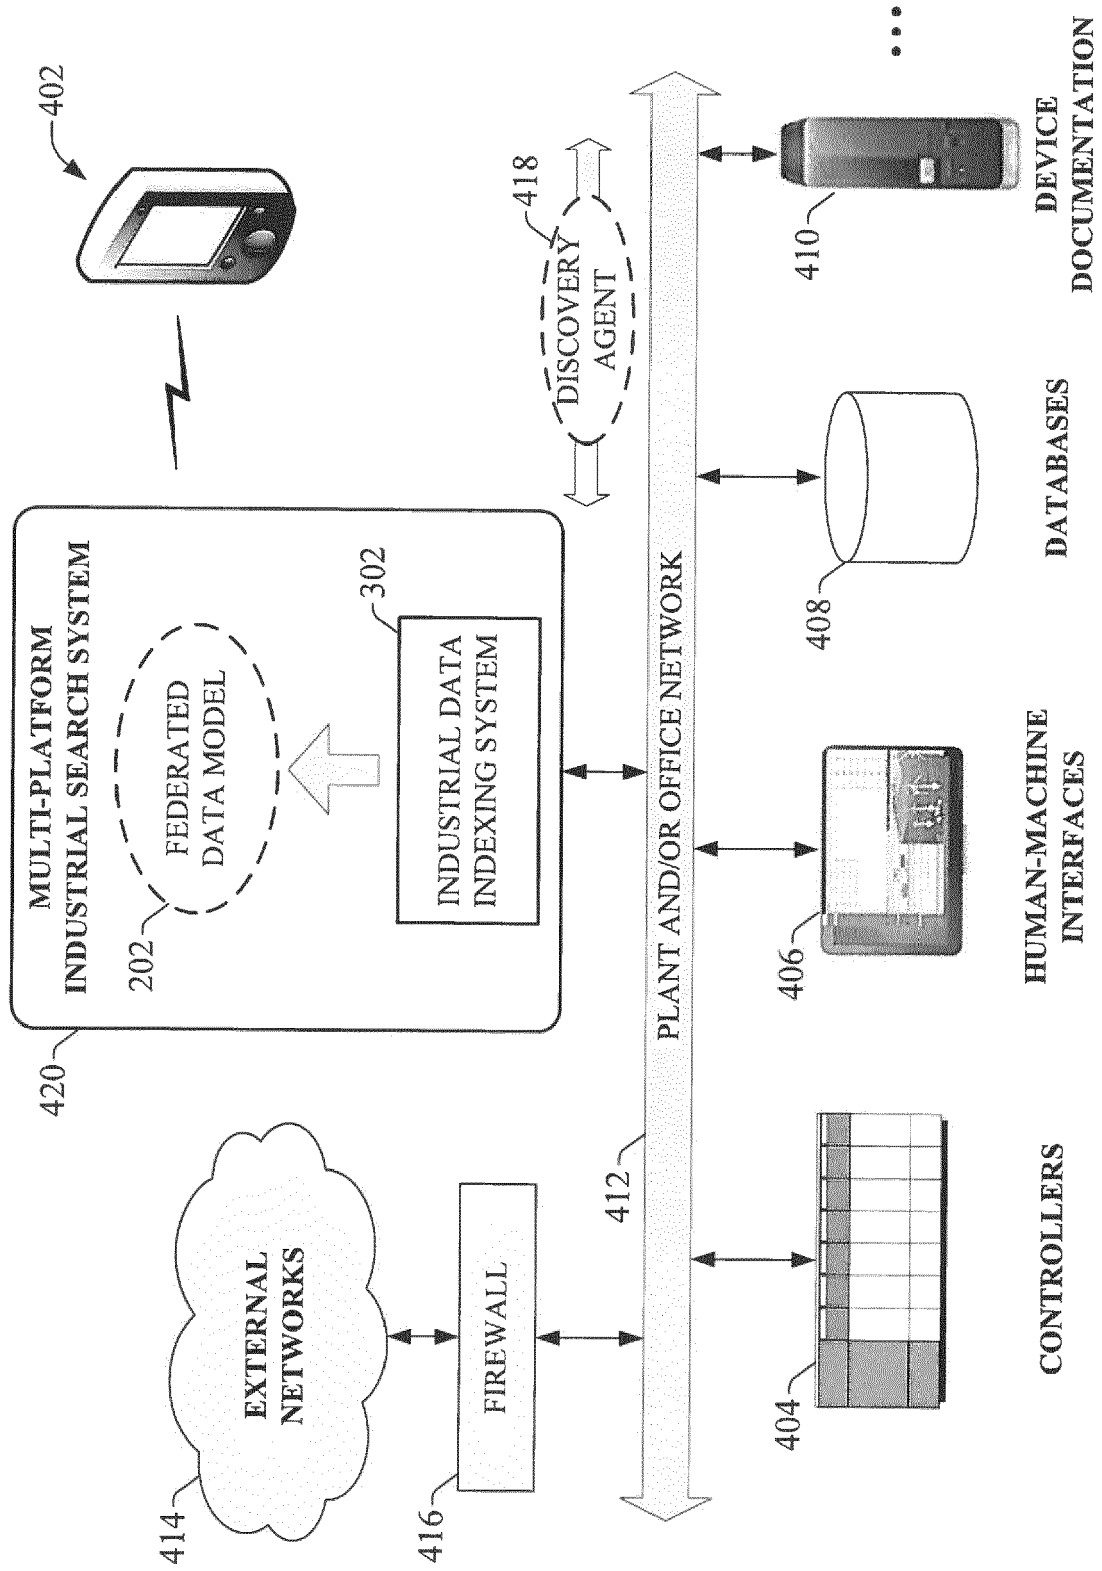 402
MULTI-PLATFORM
INDUSTRIAL SEARCH SYSTEM
420
FEDERATED
DATA MODEL
202
302
INDUSTRIAL DATA
INDEXING SYSTEM
EXTERNAL
NETWORKS
414
FIREWALL
416
418
DISCOVERY
AGENT
412
PLANT AND/OR OFFICE NETWORK
404
CONTROLLERS
406
HUMAN-MACHINE
INTERFACES
408
DATABASES
410
DEVICE
DOCUMENTATION